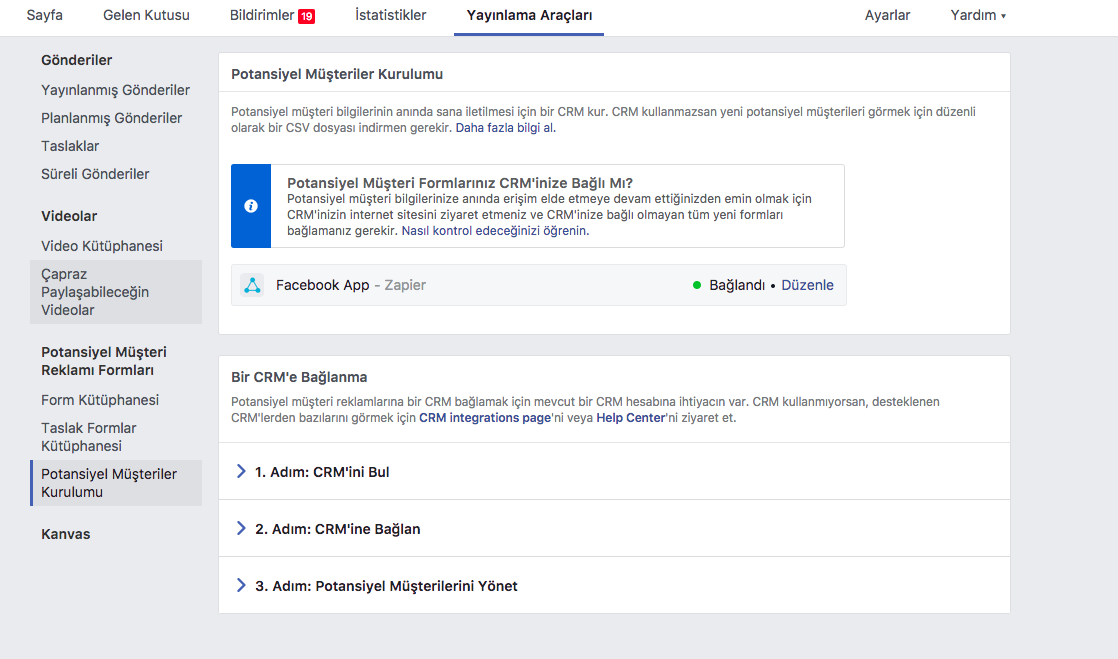 Sayfa
Gelen Kutusu
Bildirimler 19
İstatistikler
Yayınlama Araçları
Ayarlar
Yardım
Gönderiler
Yayınlanmış Gönderiler
Planlanmış Gönderiler
Taslaklar
Süreli Gönderiler
Videolar
Video Kütüphanesi
Çapraz
Paylaşabileceğin
Videolar
Potansiyel Müşteri
Reklamı Formları
Form Kütüphanesi
Taslak Formlar
Kütüphanesi
Potansiyel Müşteriler
Kurulumu
Kanvas
Potansiyel Müşteriler Kurulumu
Potansiyel müşteri bilgilerinin anında sana iletilmesi için bir CRM kur. CRM kullanmazsan yeni potansiyel müşterileri görmek için düzenli
olarak bir CSV dosyası indirmen gerekir. Daha fazla bilgi al.
Potansiyel Müşteri Formlarınız CRM'inize Bağlı Mı?
Potansiyel müşteri bilgilerinize anında erişim elde etmeye devam ettiğinizden emin olmak için
CRM'inizin internet sitesini ziyaret etmeniz ve CRM'inize bağlı olmayan tüm yeni formları
bağlamanız gerekir. Nasıl kontrol edeceğinizi öğrenin.
Facebook App - Zapier
Bağlandı • Düzenle
Bir CRM'e Bağlanma
Potansiyel müşteri reklamlarına bir CRM bağlamak için mevcut bir CRM hesabına ihtiyacın var. CRM kullanmıyorsan, desteklenen
CRM'lerden bazılarını görmek için CRM integrations page'ni veya Help Center'ni ziyaret et.
1. Adım: CRM'ini Bul
2. Adım: CRM'ine Bağlan
3. Adım: Potansiyel Müşterilerini Yönet